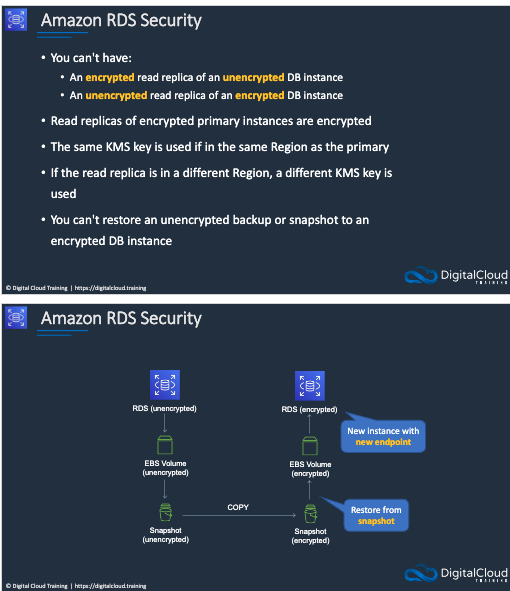 Amazon RDS Security
• You can't have:
• An encrypted read replica of an unencrypted DB instance
• An unencrypted read replica of an encrypted DB instance
• Read replicas of encrypted primary instances are encrypted
• The same KMS key is used if in the same Region as the primary
• If the read replica is in a different Region, a different KMS key is
used
• You can't restore an unencrypted backup or snapshot to an
encrypted DB instance
© Digital Cloud Training | https://digitalcloud.training
DigitalCloud
TRAINING
Amazon RDS Security
RDS (unencrypted)
RDS (encrypted)
New instance with
new endpoint
EBS Volume
(unencrypted)
EBS Volume
(encrypted)
COPY
Restore from
snapshot
Snapshot
(unencrypted)
Snapshot
(encrypted)
© Digital Cloud Training | https://digitalcloud.training
DigitalCloud
TRAINING